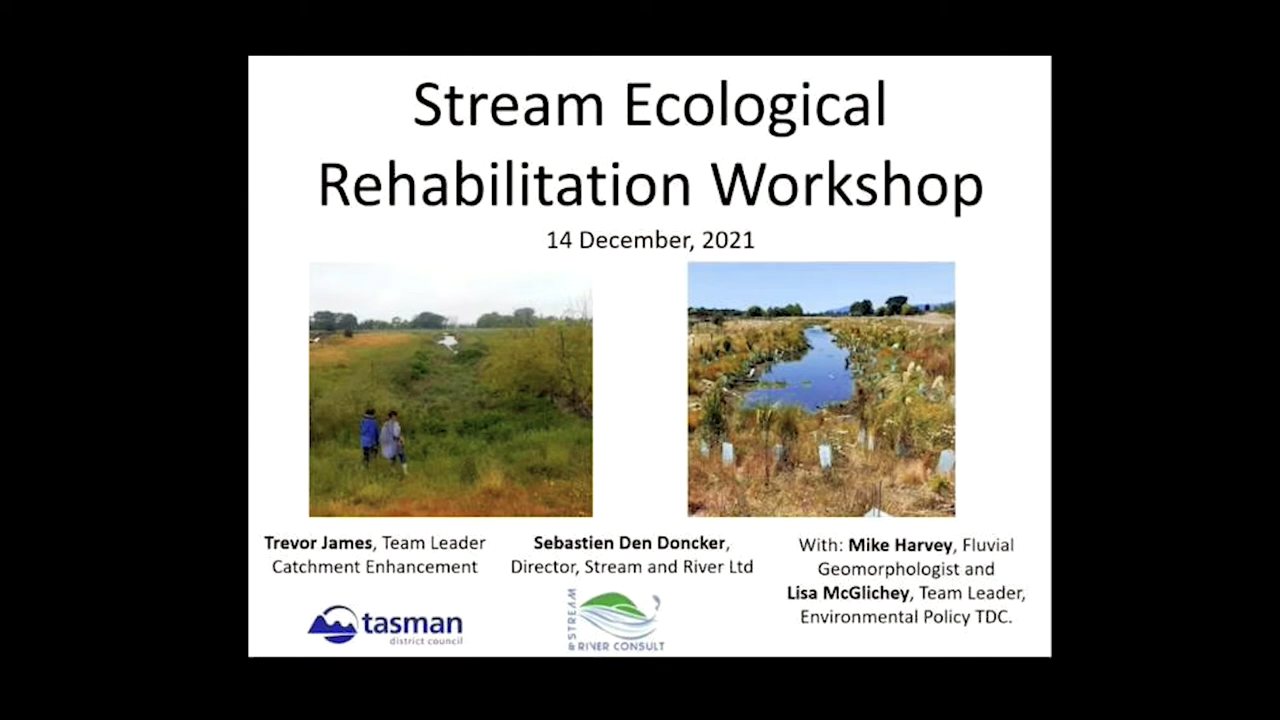 Stream Ecological
Rehabilitation Workshop
14 December, 2021
Trevor James, Team Leader
Catchment Enhancement
tasman
district council
Sebastien Den Doncker,
Director, Stream and River Ltd
& STREAM
& RIVER CONSULT
With: Mike Harvey, Fluvial
Geomorphologist and
Lisa McGlichey, Team Leader,
Environmental Policy TDC.